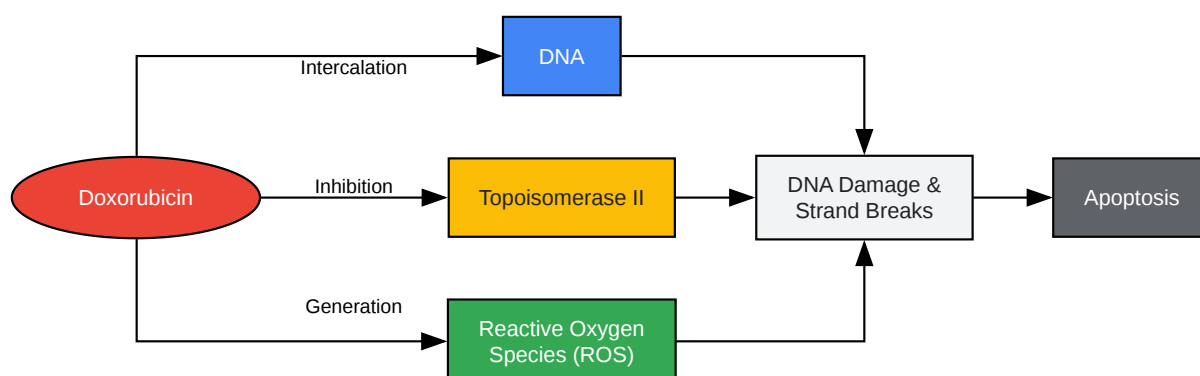 Intercalation
DNA
Doxorubicin
Inhibition
Topoisomerase II
DNA Damage &
Strand Breaks
Apoptosis
Generation
Reactive Oxygen
Species (ROS)